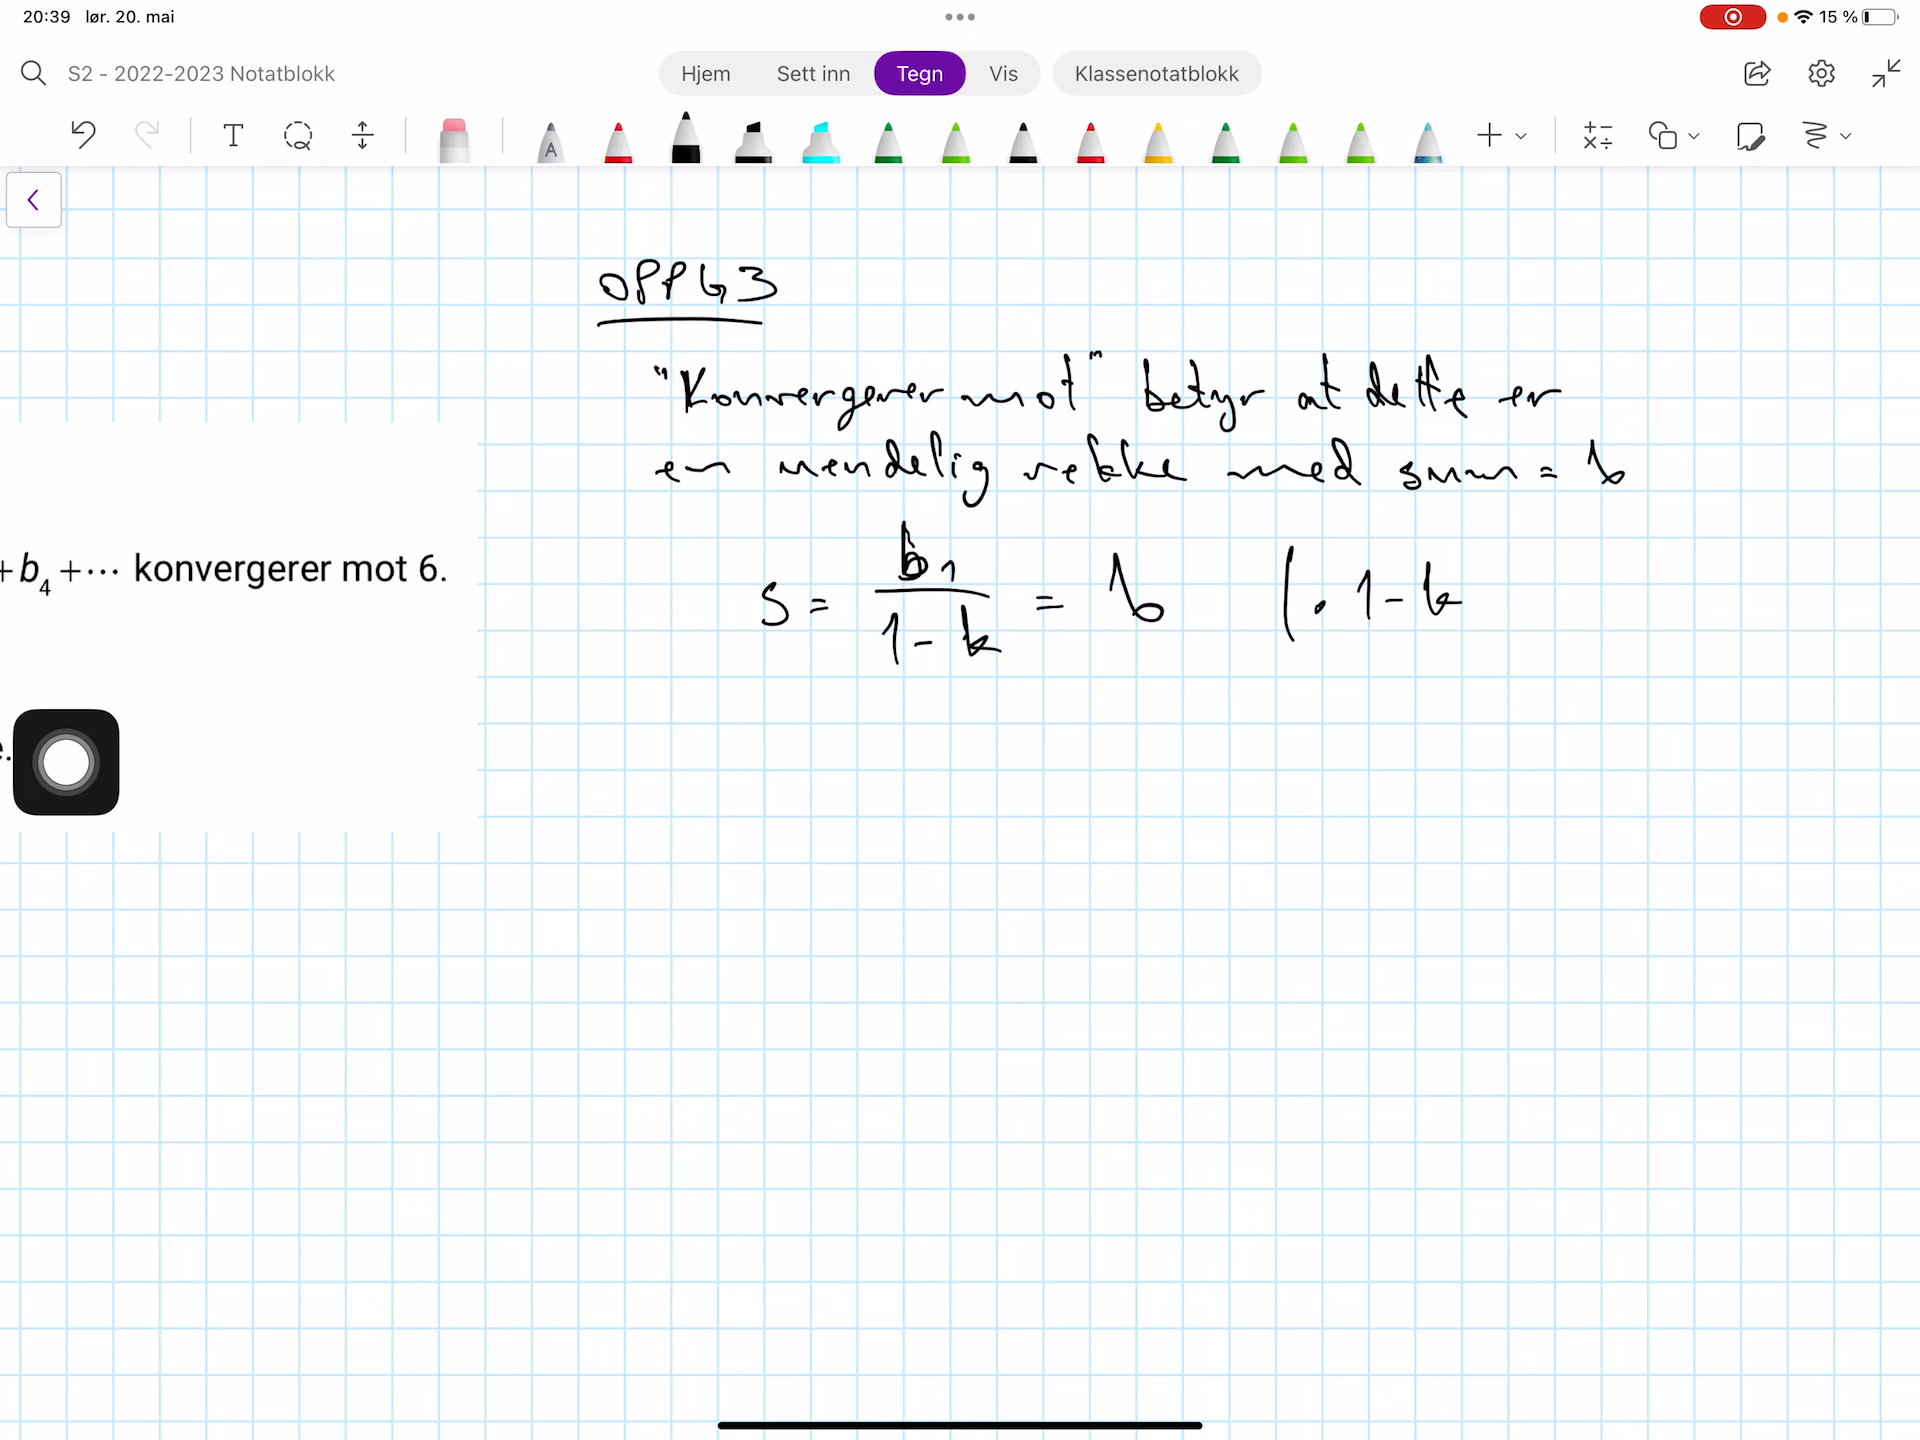 20:39 lør. 20. mai
15 %
S2 - 2022-2023 Notatblokk
Hjem Sett inn Tegn Vis Klassenotatblokk
T
A
OPPG 3
"Konvergerer mot" betyr at dette er
en uendelig rekke med sum = 6
+b₄ +⋯ konvergerer mot 6.
S = b₁ / (1 - k) = 6 | · 1 - k
e.